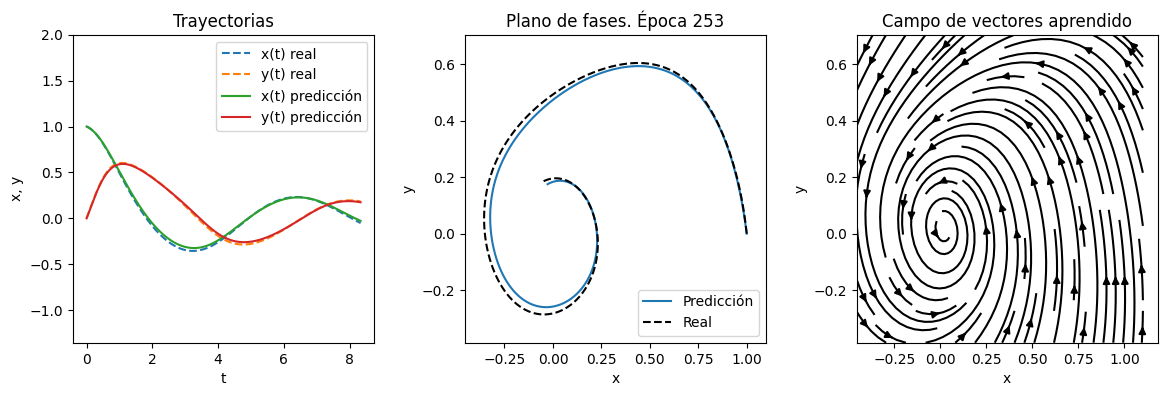 Trayectorias
2.0
1.5
1.0
0.5
0.0
−0.5
−1.0
x, y
0 2 4 6 8
t
x(t) real
y(t) real
x(t) predicción
y(t) predicción
Plano de fases. Época 253
0.6
0.4
0.2
0.0
−0.2
y
−0.25 0.00 0.25 0.50 0.75 1.00
x
Predicción
Real
Campo de vectores aprendido
0.6
0.4
0.2
0.0
−0.2
y
−0.25 0.00 0.25 0.50 0.75 1.00
x